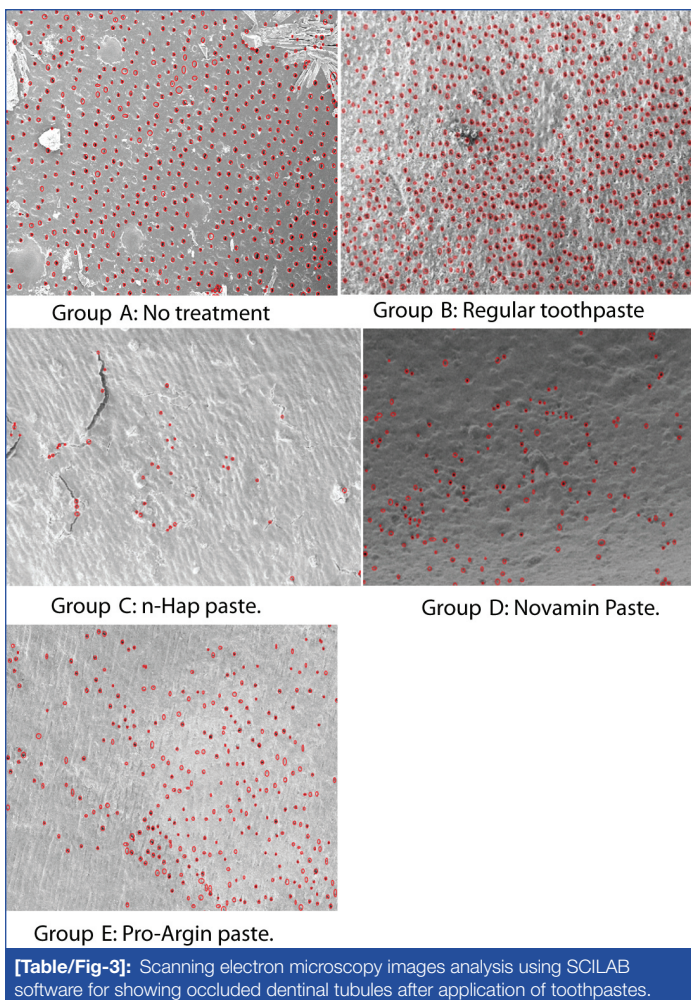 Group A: No treatment
Group B: Regular toothpaste
Group C: n-Hap paste.
Group D: Novamin Paste.
Group E: Pro-Argin paste.
[Table/Fig-3]: Scanning electron microscopy images analysis using SCILAB
software for showing occluded dentinal tubules after application of toothpastes.